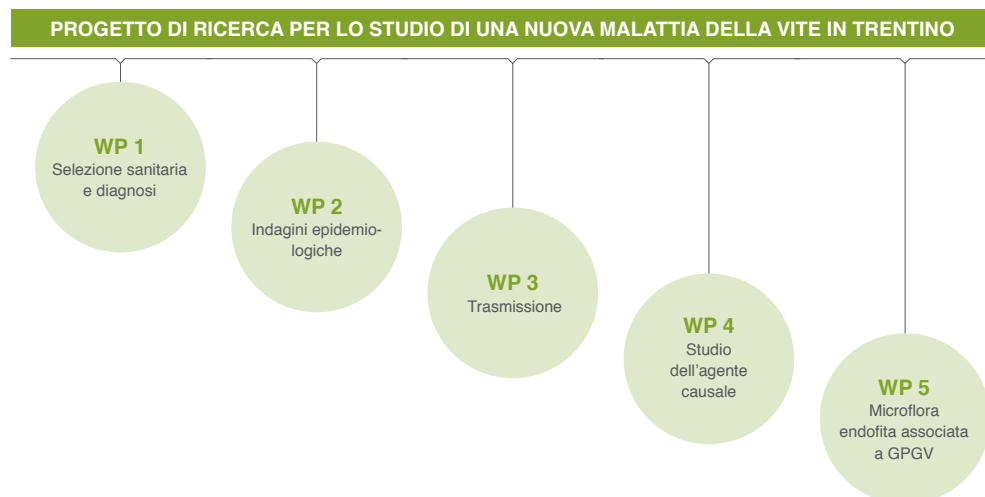 PROGETTO DI RICERCA PER LO STUDIO DI UNA NUOVA MALATTIA DELLA VITE IN TRENTINO
WP 1
Selezione sanitaria
e diagnosi
WP 2
Indagini epidemio-
logiche
WP 3
Trasmissione
WP 4
Studio
dell'agente
causale
WP 5
Microflora
endofita associata
a GPGV